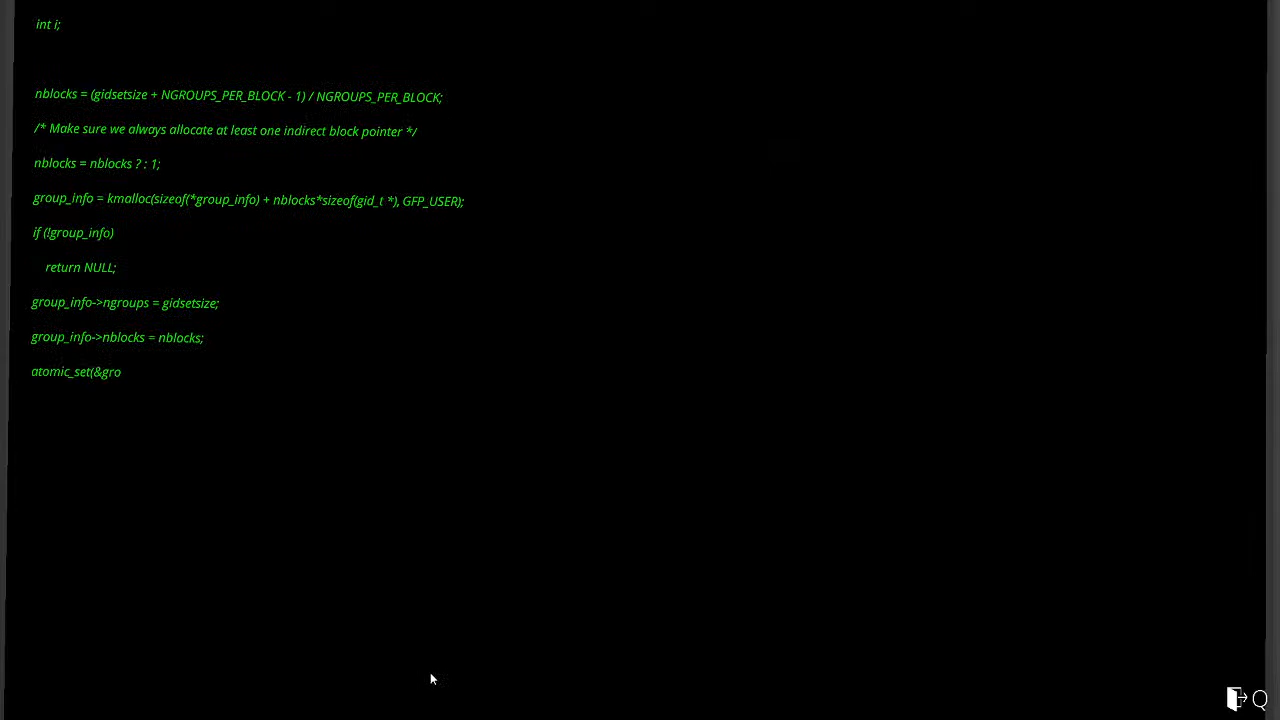 int i;
nblocks = (gidsetsize + NGROUPS_PER_BLOCK - 1) / NGROUPS_PER_BLOCK;
/* Make sure we always allocate at least one indirect block pointer */
nblocks = nblocks ? : 1;
group_info = kmalloc(sizeof(*group_info) + nblocks*sizeof(gid_t *), GFP_USER);
if (!group_info)
return NULL;
group_info->ngroups = gidsetsize;
group_info->nblocks = nblocks;
atomic_set(&gro
Q